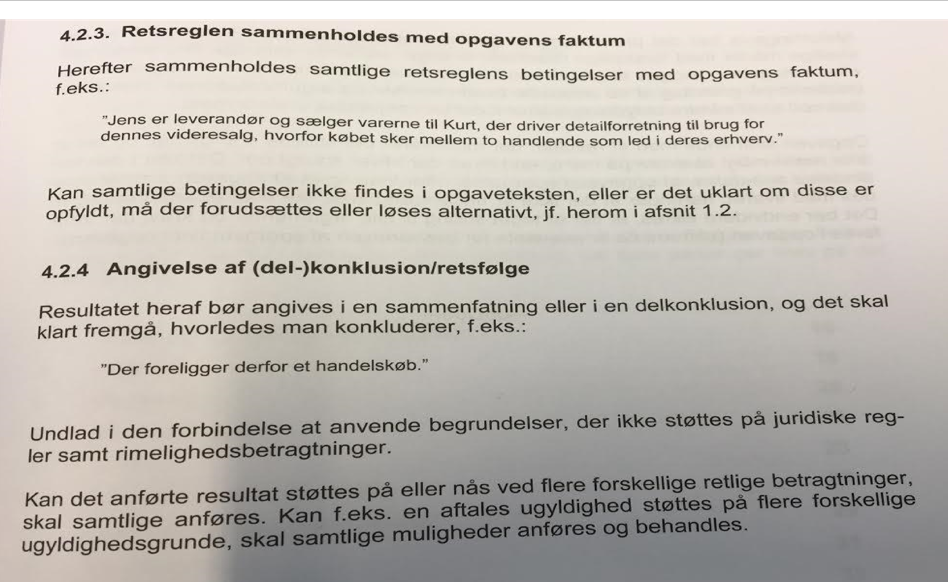 4.2.3. Retsreglen sammenholdes med opgavens faktum
Herefter sammenholdes samtlige retsreglens betingelser med opgavens faktum,
f.eks.:
"Jens er leverandør og sælger varerne til Kurt, der driver detailforretning til brug for
dennes videresalg, hvorfor købet sker mellem to handlende som led i deres erhverv."
Kan samtlige betingelser ikke findes i opgaveteksten, eller er det uklart om disse er
opfyldt, må der forudsættes eller løses alternativt, jf. herom i afsnit 1.2.
4.2.4 Angivelse af (del-)konklusion/retsfølge
Resultatet heraf bør angives i en sammenfatning eller i en delkonklusion, og det skal
klart fremgå, hvorledes man konkluderer, f.eks.:
"Der foreligger derfor et handelskøb."
Undlad i den forbindelse at anvende begrundelser, der ikke støttes på juridiske reg-
ler samt rimelighedsbetragtninger.
Kan det anførte resultat støttes på eller nås ved flere forskellige retlige betragtninger,
skal samtlige anføres. Kan f.eks. en aftales ugyldighed støttes på flere forskellige
ugyldighedsgrunde, skal samtlige muligheder anføres og behandles.